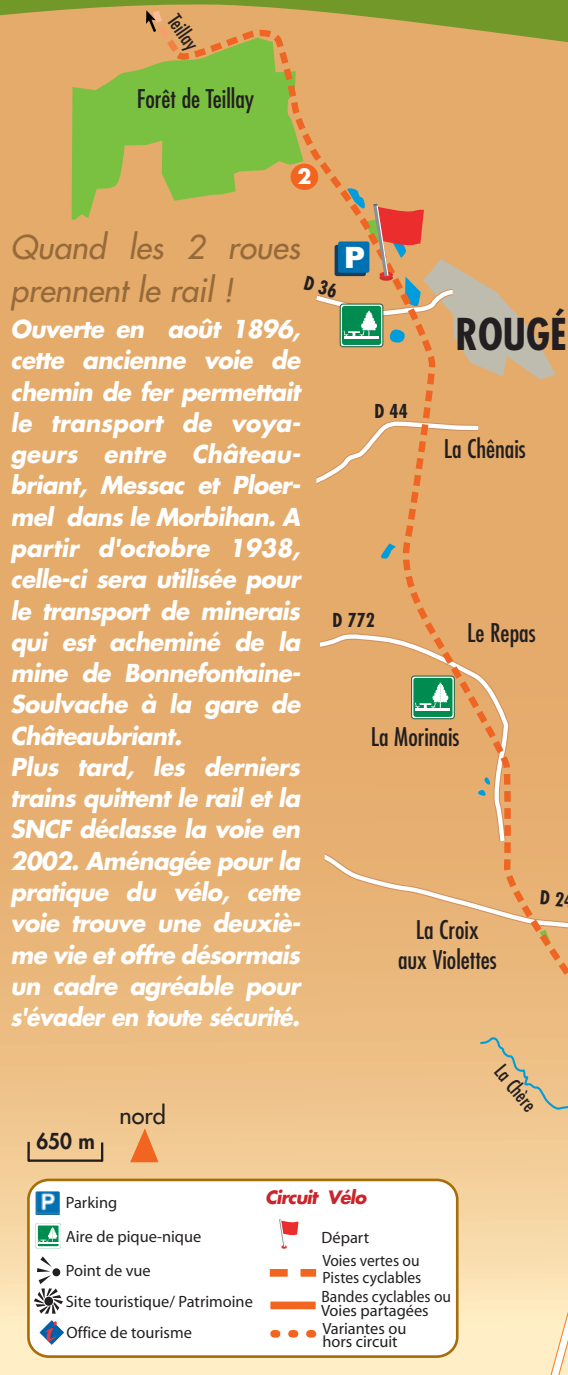 Teillay
Forêt de Teillay
2
Quand les 2 roues
prennent le rail !
P
D 36
ROUGÉ
Ouverte en août 1896,
cette ancienne voie de
chemin de fer permettait
le transport de voya-
geurs entre Château-
briant, Messac et Ploer-
mel dans le Morbihan. A
partir d'octobre 1938,
celle-ci sera utilisée pour
le transport de minerais
qui est acheminé de la
mine de Bonnefontaine-
Soulvache à la gare de
Châteaubriant.
Plus tard, les derniers
trains quittent le rail et la
SNCF déclasse la voie en
2002. Aménagée pour la
pratique du vélo, cette
voie trouve une deuxiè-
me vie et offre désormais
un cadre agréable pour
s'évader en toute sécurité.
D 44
La Chênais
D 772
Le Repas
La Morinais
D 24
La Croix
aux Violettes
La Chère
650 m
nord
P Parking
Aire de pique-nique
Point de vue
Site touristique/ Patrimoine
i Office de tourisme
Circuit Vélo
Départ
Voies vertes ou
Pistes cyclables
Bandes cyclables ou
Voies partagées
Variantes ou
hors circuit